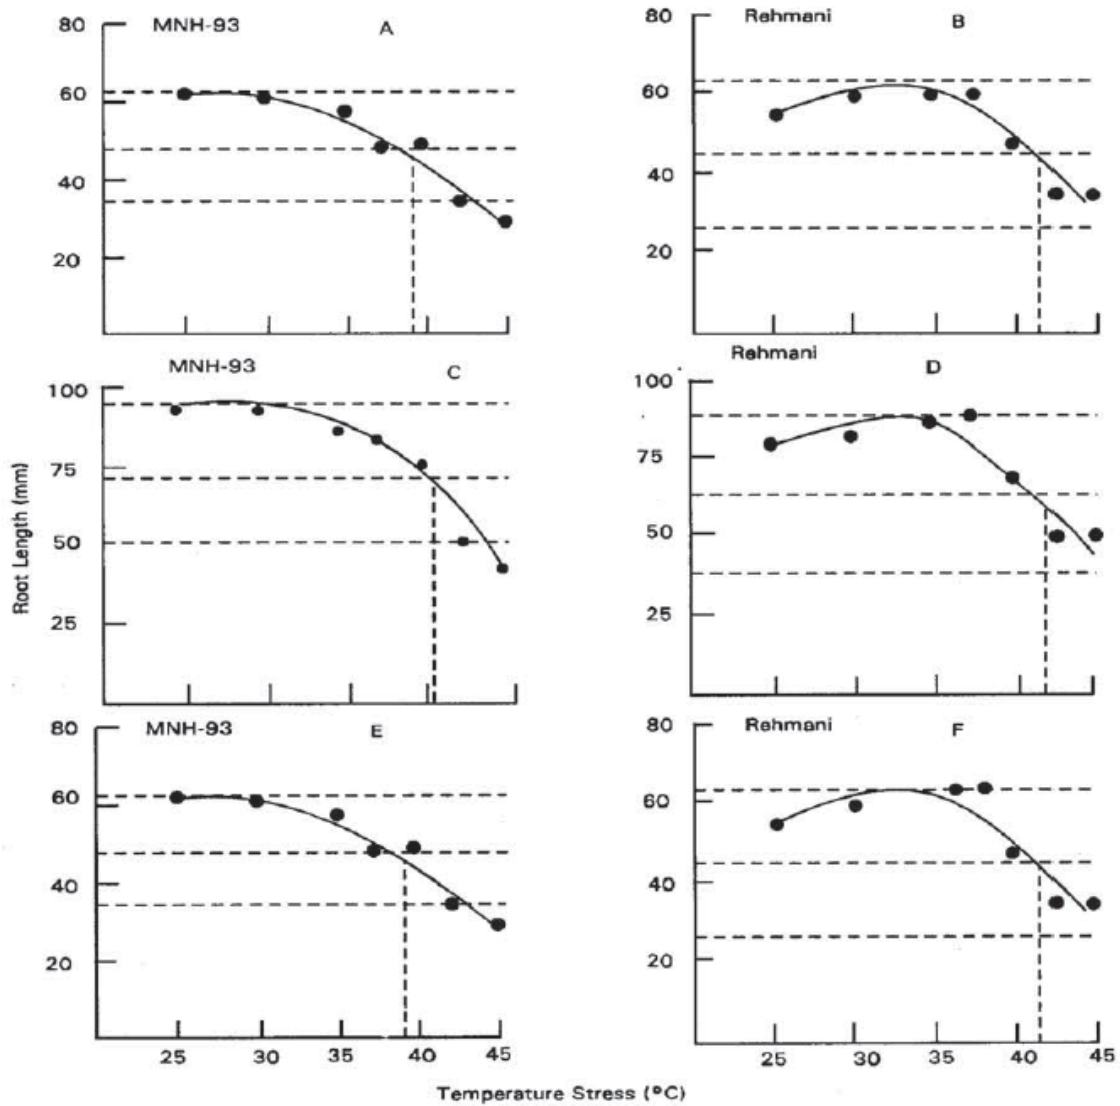 MNH-93 A
80
60
40
20
Rehmani B
80
60
40
20
MNH-93 C
100
75
50
25
Rehmani D
100
75
50
25
MNH-93 E
80
60
40
20
25 30 35 40 45
Rehmani F
80
60
40
20
25 30 35 40 45
Root Length (mm)
Temperature Stress (°C)